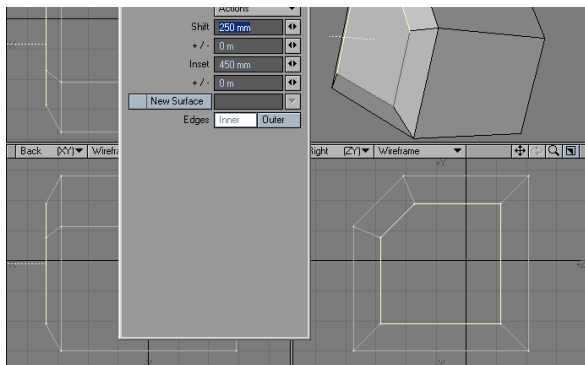 Actions
Shift 250 mm
+ / - 0 m
Inset 450 mm
+ / - 0 m
New Surface
Edges Inner Outer
Back (XY) Wirefra
Right (ZY) Wireframe
+Y